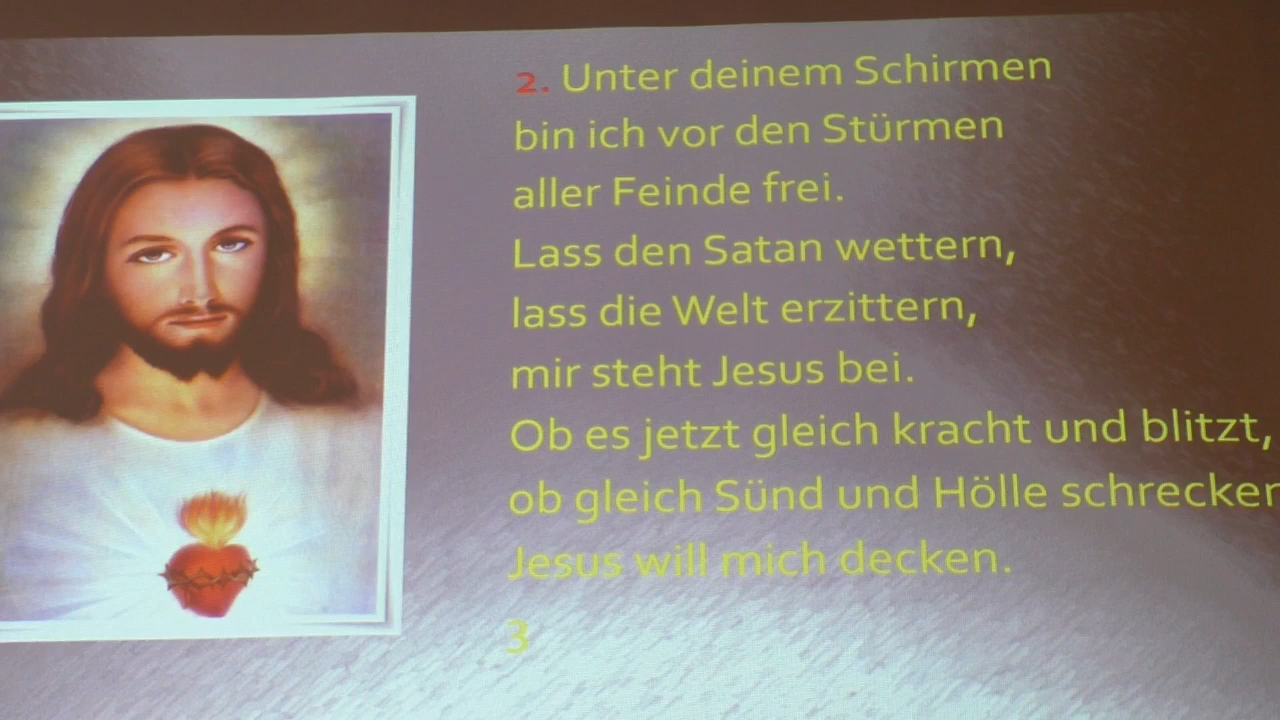 2. Unter deinem Schirmen
bin ich vor den Stürmen
aller Feinde frei.
Lass den Satan wettern,
lass die Welt erzittern,
mir steht Jesus bei.
Ob es jetzt gleich kracht und blitzt,
ob gleich Sünd und Hölle schrecken
Jesus will mich decken.
3